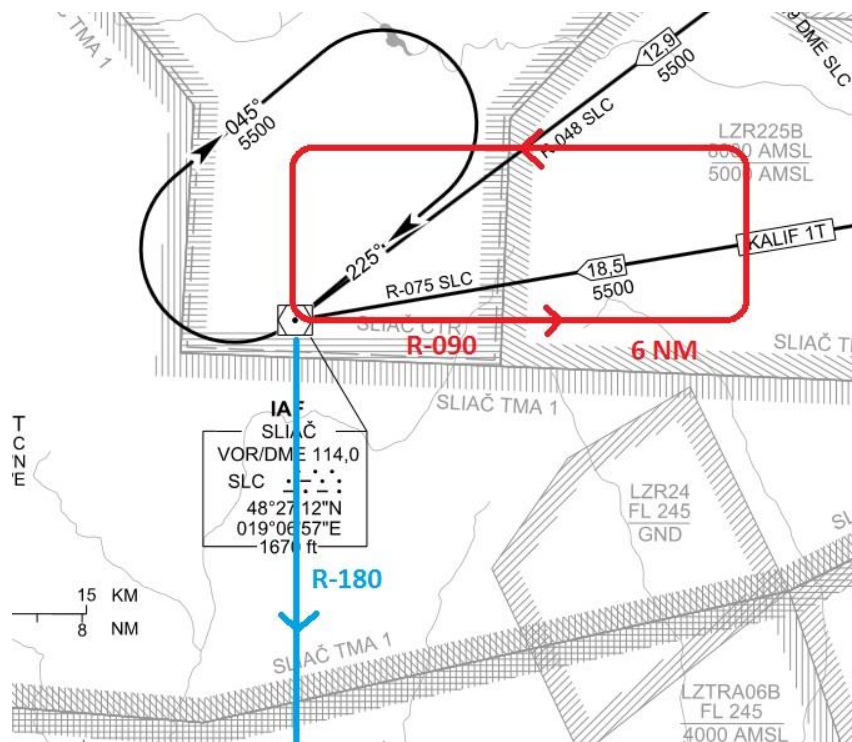 Č TMA 1
12,9
5500
9 DME SLC
045°
5500
R-048 SLC
LZR225B
8000 AMSL
5000 AMSL
225°
KALIF 1T
18,5
5500
R-075 SLC
SLIAČ CTR
R-090
6 NM
SLIAČ T
SLIAČ TMA 1
IAF
SLIAČ
VOR/DME 114,0
SLC
48°27'12"N
019°06'57"E
1670 ft
T
C
'N
'E
LZR24
FL 245
GND
R-180
15 KM
8 NM
SLIAČ TMA 1
LZTRA06B
FL 245
4000 AMSL